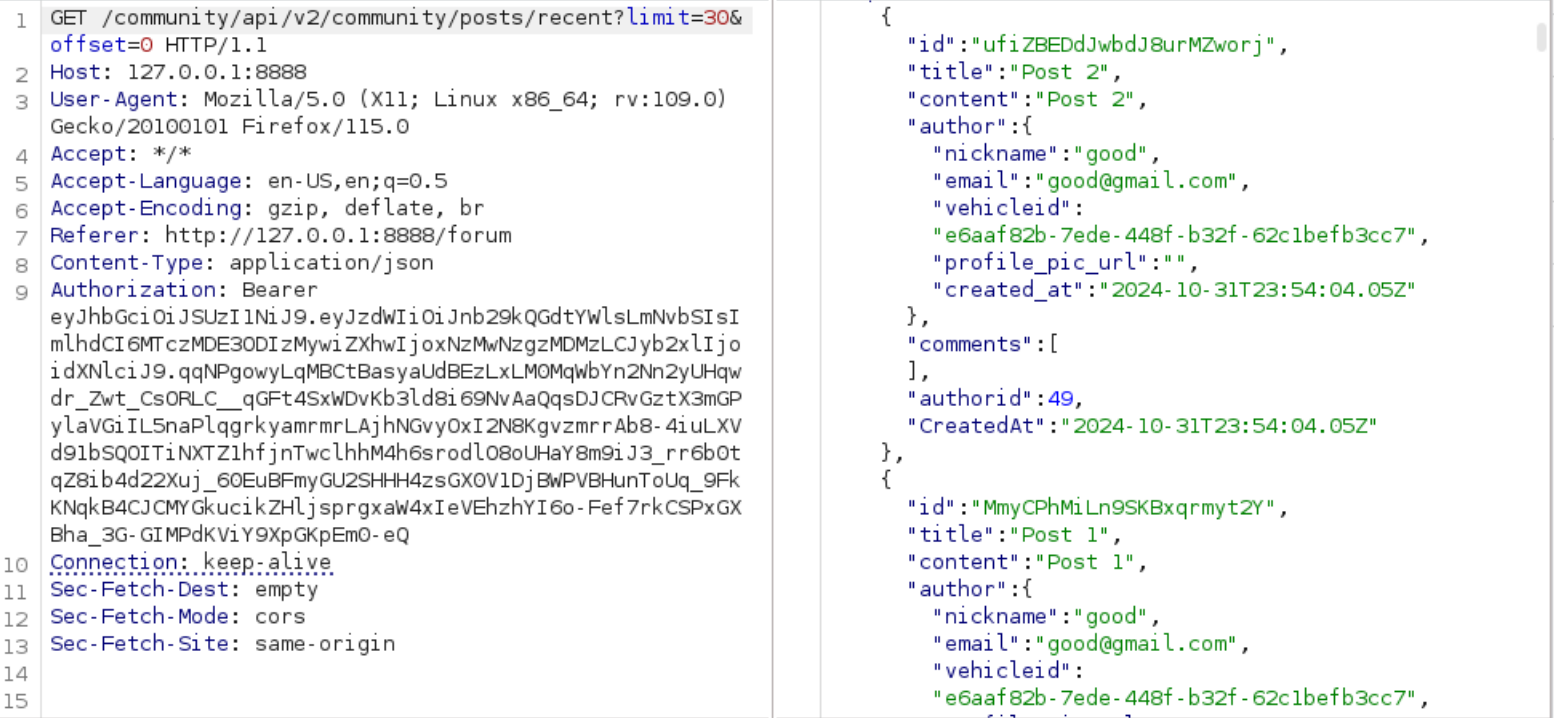 1 GET /community/api/v2/community/posts/recent?limit=30&
offset=0 HTTP/1.1
2 Host: 127.0.0.1:8888
3 User-Agent: Mozilla/5.0 (X11; Linux x86_64; rv:109.0)
Gecko/20100101 Firefox/115.0
4 Accept: */*
5 Accept-Language: en-US,en;q=0.5
6 Accept-Encoding: gzip, deflate, br
7 Referer: http://127.0.0.1:8888/forum
8 Content-Type: application/json
9 Authorization: Bearer
eyJhbGciOiJSUzI1NiJ9.eyJzdWIiOiJnb29kQGdtYWlsLmNvbSIsI
mlhdCI6MTczMDE3ODIzMywiZXhwIjoxNzMwNzgzMDMzLCJyb2xlIjo
idXNlciJ9.qqNPgowyLqMBCtBasyaUdBEzLxLM0MqWbYn2Nn2yUHqw
dr_Zwt_CsORLC__qGFt4SxWDvKb3ld8i69NvAaQqsDJCRvGztX3mGP
ylaVGiIL5naPlqgrkyamrmrLAjhNGvyOxI2N8KgvzmrrAb8-4iuLXV
d91bSQOITiNXTZ1hfjnTwclhhM4h6srodlO8oUHaY8m9iJ3_rr6b0t
qZ8ib4d22Xuj_60EuBFmyGU2SHHH4zsGX0V1DjBWPVBHunToUq_9Fk
KNqkB4CJCMYGkucikZHljsprgxaW4xIeVEhzhYI6o-Fef7rkCSPxGX
Bha_3G-GIMPdKViY9XpGKpEm0-eQ
10 Connection: keep-alive
11 Sec-Fetch-Dest: empty
12 Sec-Fetch-Mode: cors
13 Sec-Fetch-Site: same-origin
14
15
{
"id":"ufiZBEDdJwbdJ8urMZworj",
"title":"Post 2",
"content":"Post 2",
"author":{
"nickname":"good",
"email":"good@gmail.com",
"vehicleid":
"e6aaf82b-7ede-448f-b32f-62c1befb3cc7",
"profile_pic_url":"",
"created_at":"2024-10-31T23:54:04.05Z"
},
"comments":[
],
"authorid":49,
"CreatedAt":"2024-10-31T23:54:04.05Z"
},
{
"id":"MmyCPhMiLn9SKBxqrmyt2Y",
"title":"Post 1",
"content":"Post 1",
"author":{
"nickname":"good",
"email":"good@gmail.com",
"vehicleid":
"e6aaf82b-7ede-448f-b32f-62c1befb3cc7",